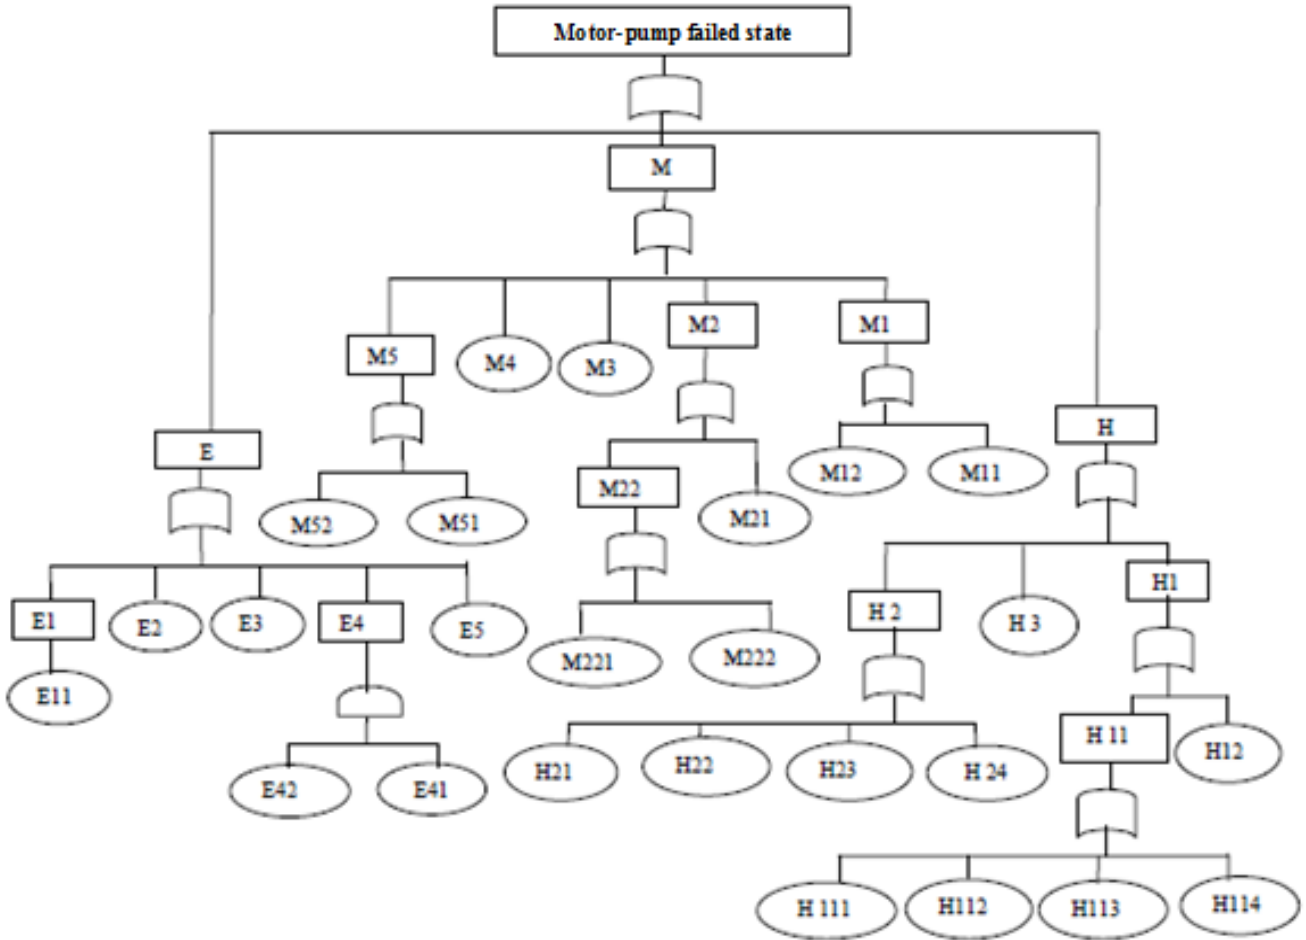 Motor-pump failed state
M
M2
M1
M5
M4
M3
H
E
M12
M11
M22
M52
M51
M21
H1
E1
E2
E3
E4
E5
H 2
H 3
M221
M222
E11
H 11
H12
H21
H22
H23
H 24
E42
E41
H 111
H112
H113
H114